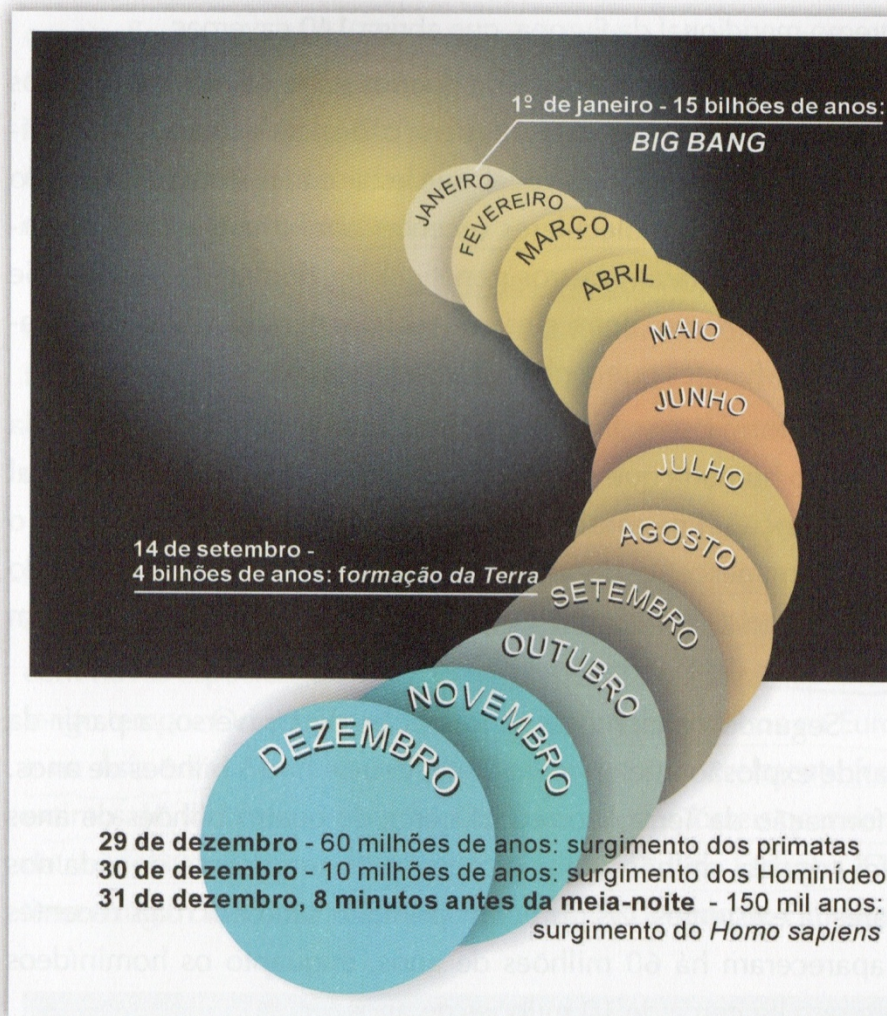 1º de janeiro - 15 bilhões de anos:
BIG BANG
JANEIRO
FEVEREIRO
MARÇO
ABRIL
MAIO
JUNHO
JULHO
AGOSTO
14 de setembro -
4 bilhões de anos: formação da Terra
SETEMBRO
OUTUBRO
NOVEMBRO
DEZEMBRO
29 de dezembro - 60 milhões de anos: surgimento dos primatas
30 de dezembro - 10 milhões de anos: surgimento dos Hominídeo
31 de dezembro, 8 minutos antes da meia-noite - 150 mil anos:
surgimento do Homo sapiens